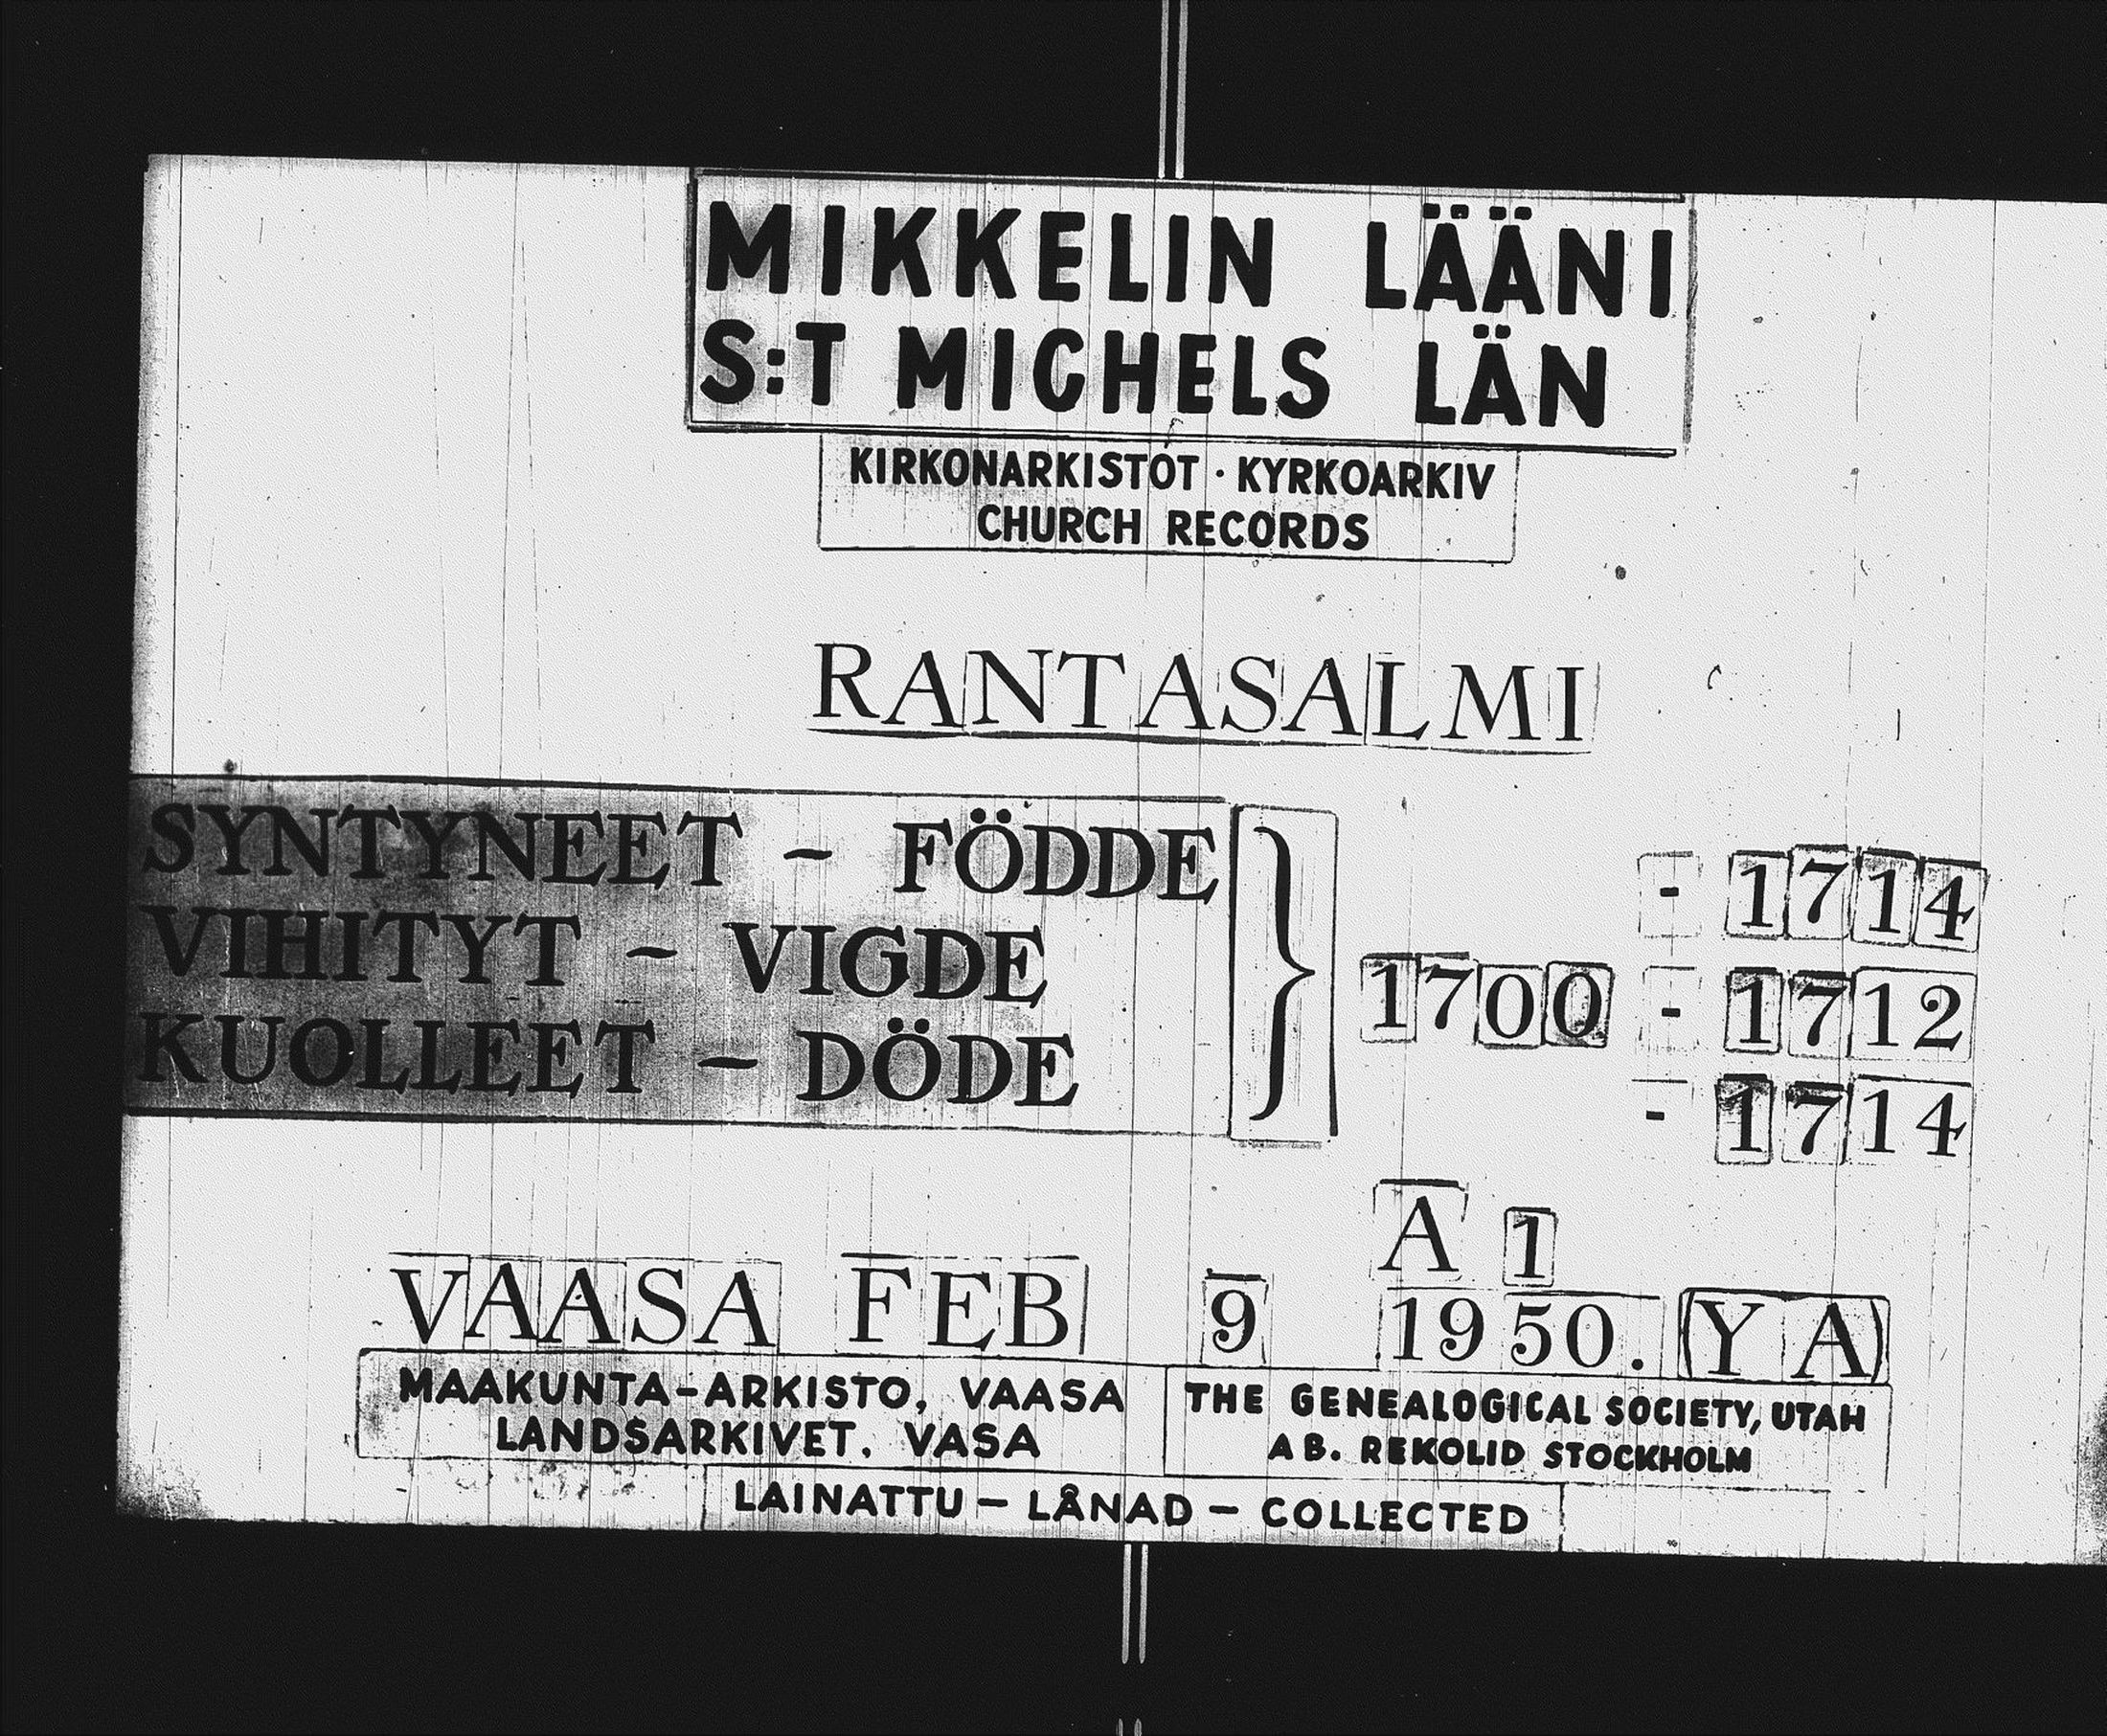 MIKKELIN LÄÄNI
S:T MICHELS LÄN
KIRKONARKISTOT · KYRKOARKIV
CHURCH RECORDS
RANTASALMI
SYNTYNEET - FÖDDE
VIHITYT - VIGDE
KUOLLEET - DÖDE
}
1700
- 1714
- 1712
- 1714
A 1
VAASA FEB 9 1950. (Y A)
MAAKUNTA-ARKISTO, VAASA
LANDSARKIVET. VASA
THE GENEALOGICAL SOCIETY, UTAH
AB. REKOLID STOCKHOLM
LAINATTU - LÅNAD - COLLECTED